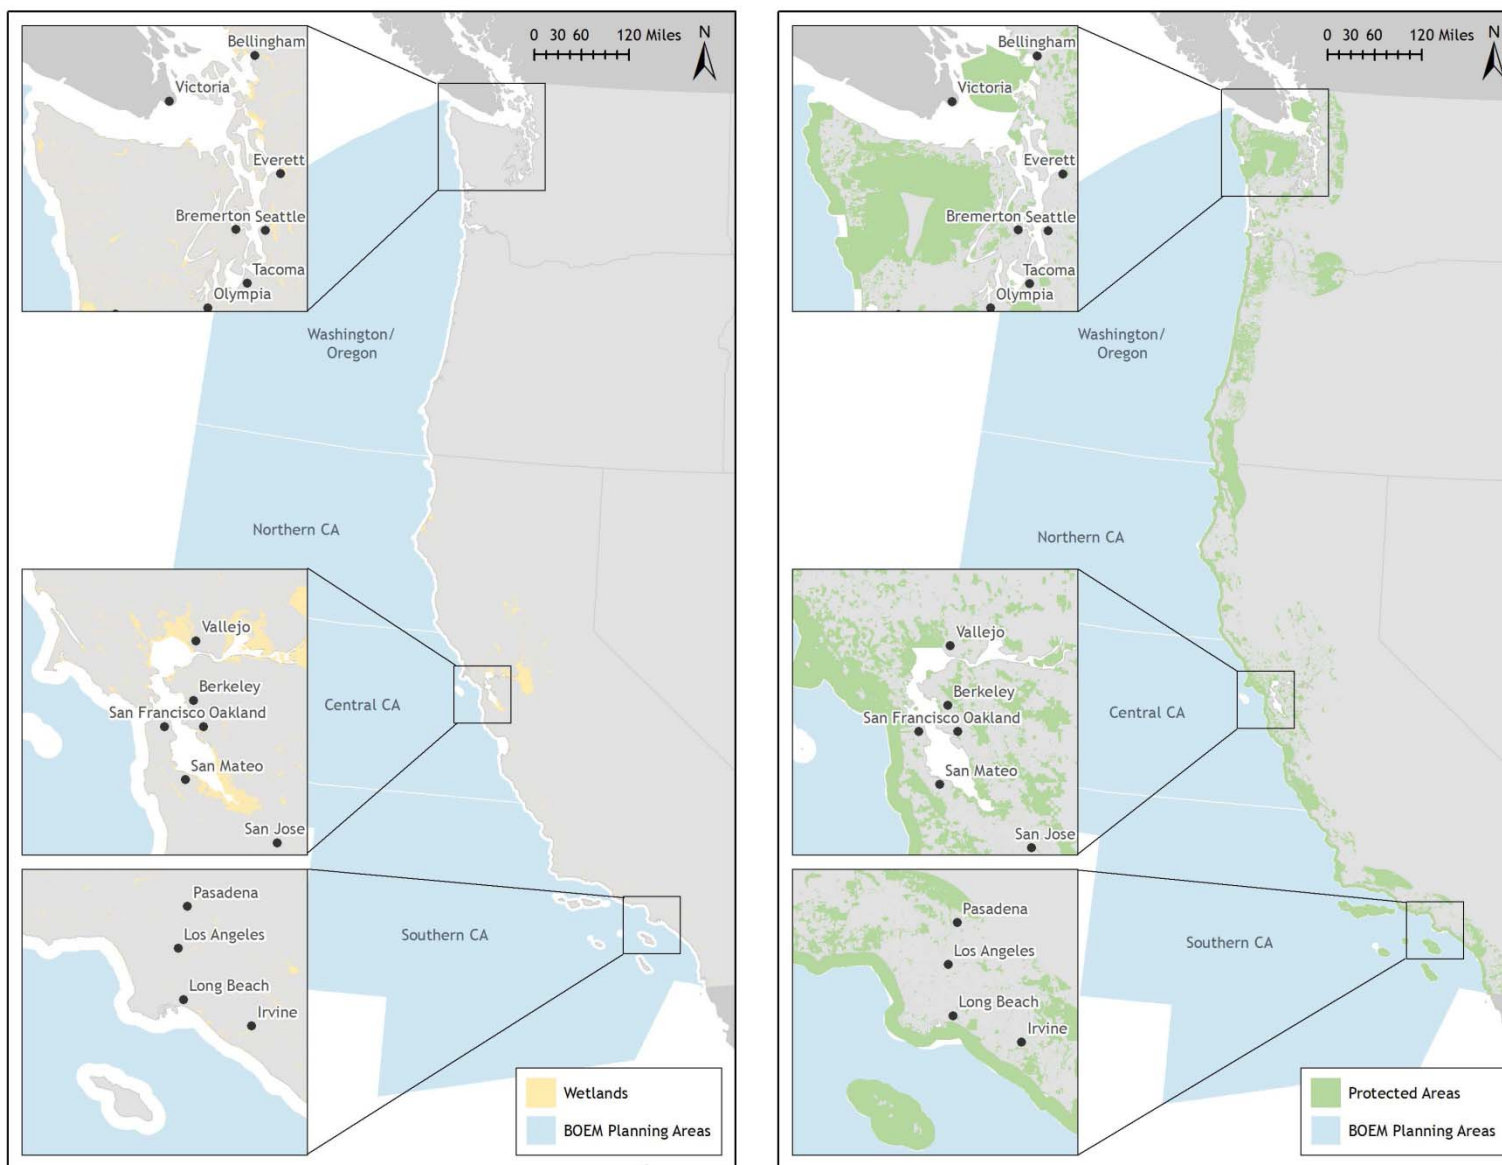 0 30 60 120 Miles
N
Bellingham
Victoria
Everett
Bremerton Seattle
Tacoma
Olympia
Washington/
Oregon
Northern CA
Vallejo
Berkeley
San Francisco Oakland
San Mateo
San Jose
Central CA
Pasadena
Los Angeles
Long Beach
Irvine
Southern CA
Wetlands
BOEM Planning Areas
0 30 60 120 Miles
N
Bellingham
Victoria
Everett
Bremerton Seattle
Tacoma
Olympia
Washington/
Oregon
Northern CA
Vallejo
Berkeley
San Francisco Oakland
San Mateo
San Jose
Central CA
Pasadena
Los Angeles
Long Beach
Irvine
Southern CA
Protected Areas
BOEM Planning Areas